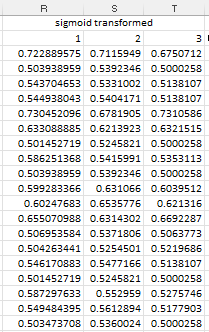 R S T
sigmoid transformed
1 2 3
0.722889575 0.7115949 0.6750712
0.503938959 0.5392346 0.5000258
0.543704653 0.5331002 0.5138107
0.544938043 0.5404171 0.5138107
0.730452096 0.6781905 0.7310586
0.633088885 0.6213923 0.6321515
0.501452719 0.5245821 0.5000258
0.586251368 0.5415991 0.5353113
0.503938959 0.5392346 0.5000258
0.599283366 0.631066 0.6039512
0.60247683 0.6535776 0.621316
0.655070988 0.6314302 0.6692287
0.506953584 0.5371806 0.5063773
0.504263441 0.5254501 0.5219686
0.546170883 0.5477166 0.5138107
0.501452719 0.5245821 0.5000258
0.587297633 0.552959 0.5275746
0.549484395 0.5612894 0.5177903
0.503473708 0.5360024 0.5000258